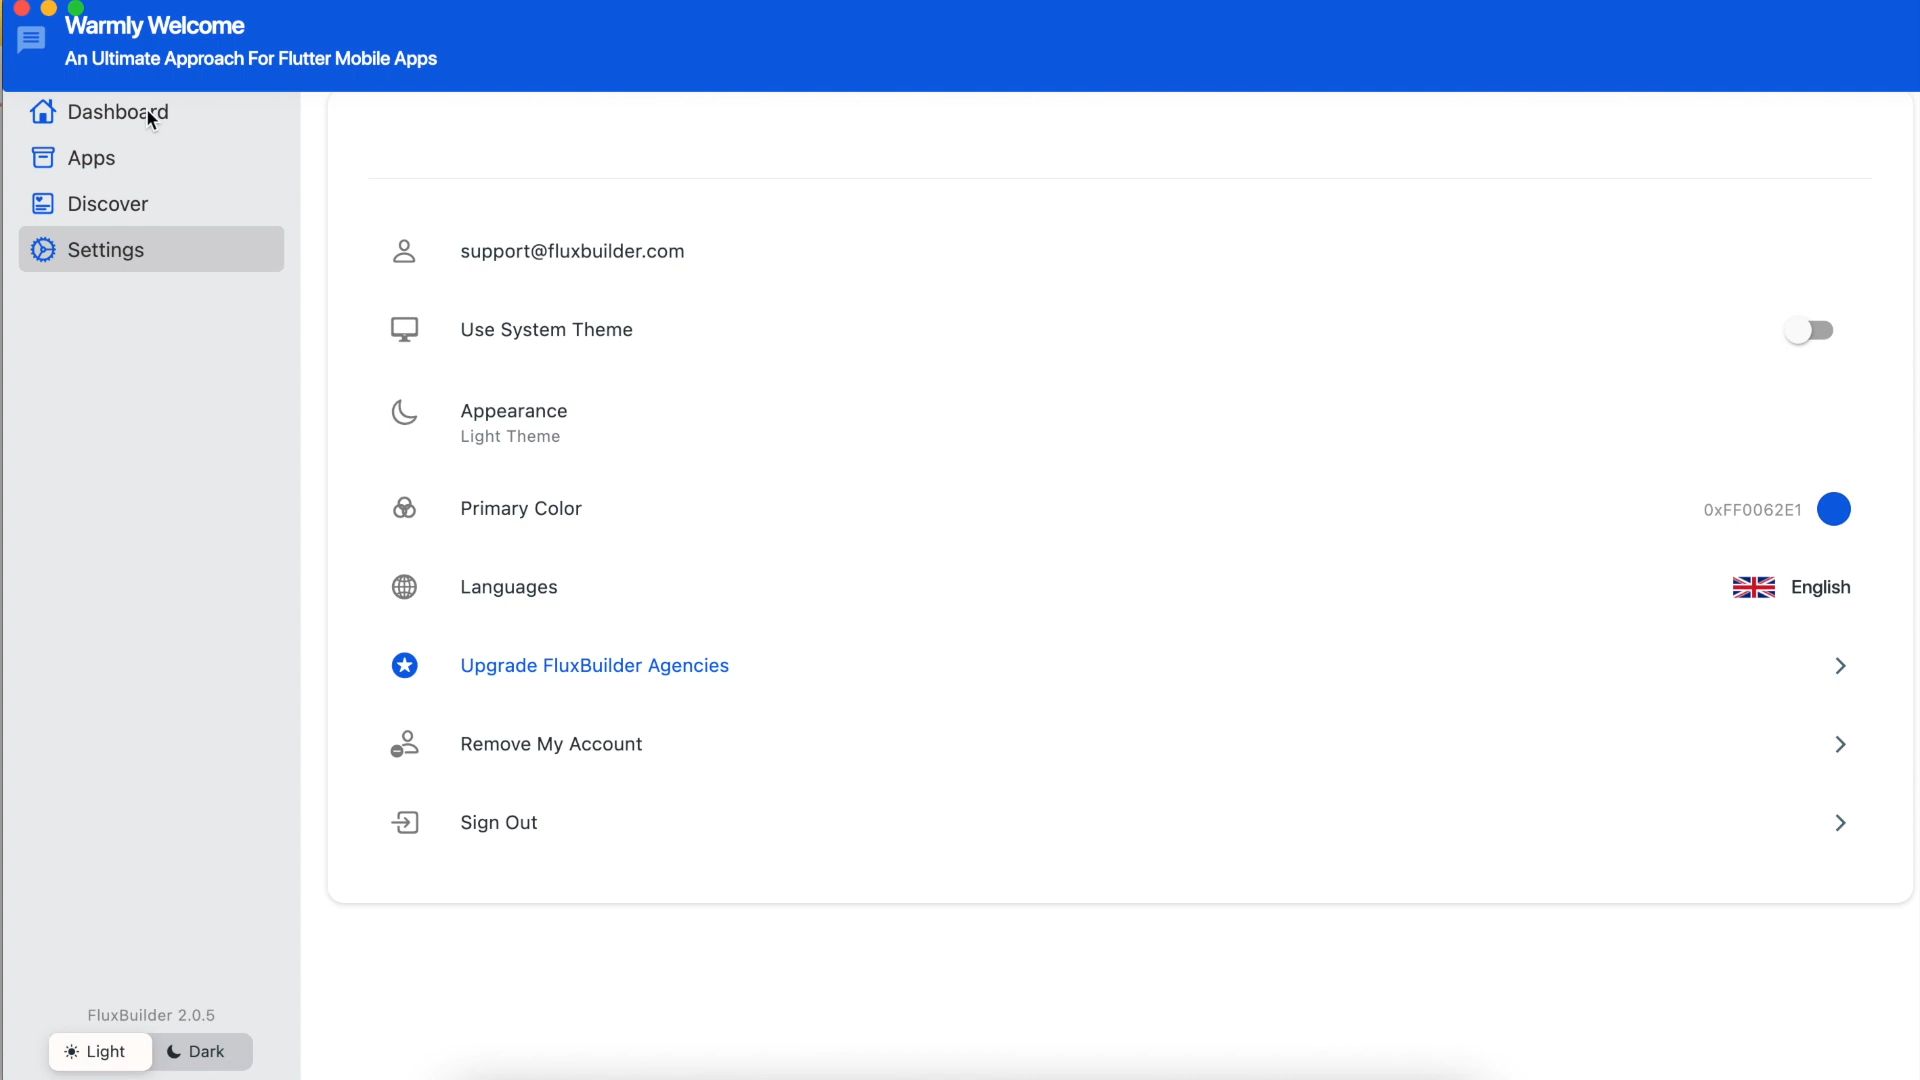 Warmly Welcome
An Ultimate Approach For Flutter Mobile Apps
Dashboard
Apps
Discover
Settings
support@fluxbuilder.com
Use System Theme
Appearance
Light Theme
Primary Color
0xFF0062E1
Languages
English
Upgrade FluxBuilder Agencies
Remove My Account
Sign Out
FluxBuilder 2.0.5
Light
Dark